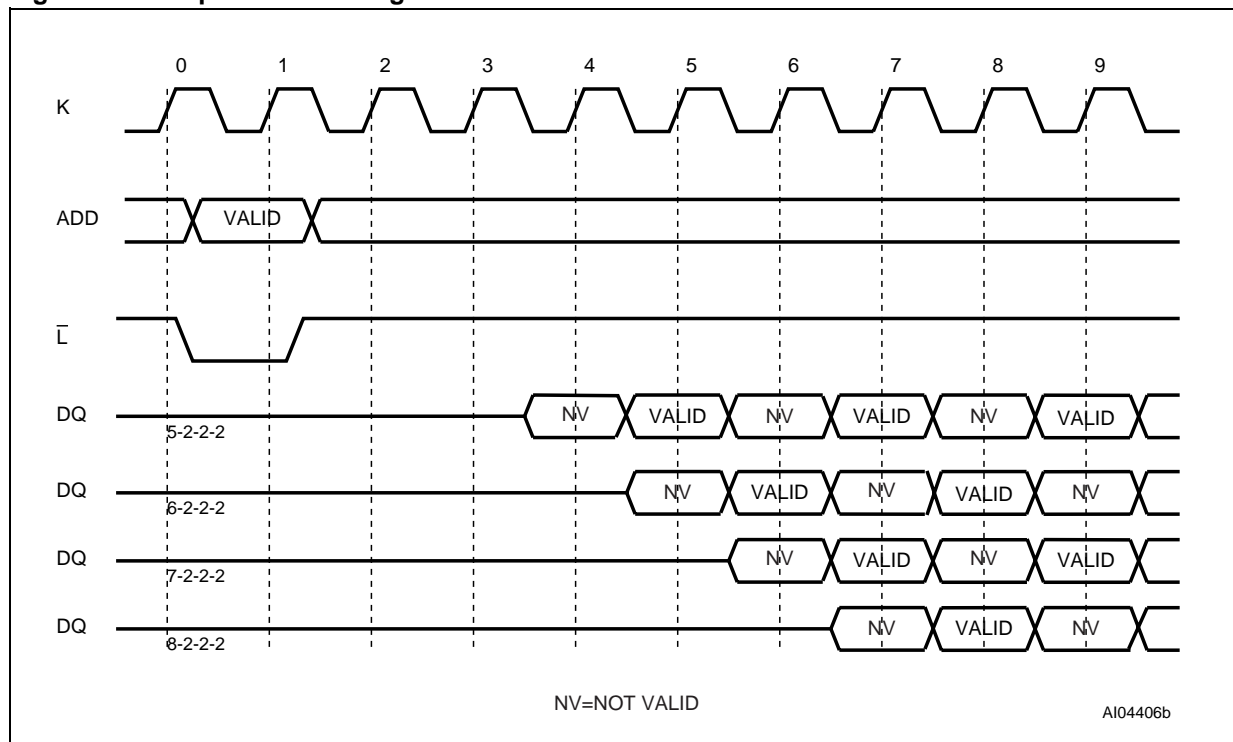 0 1 2 3 4 5 6 7 8 9
K
ADD VALID
L̅
DQ NV VALID NV VALID NV VALID
5-2-2-2
DQ NV VALID NV VALID NV
6-2-2-2
DQ NV VALID NV VALID
7-2-2-2
DQ NV VALID NV
8-2-2-2
NV=NOT VALID
AI04406b